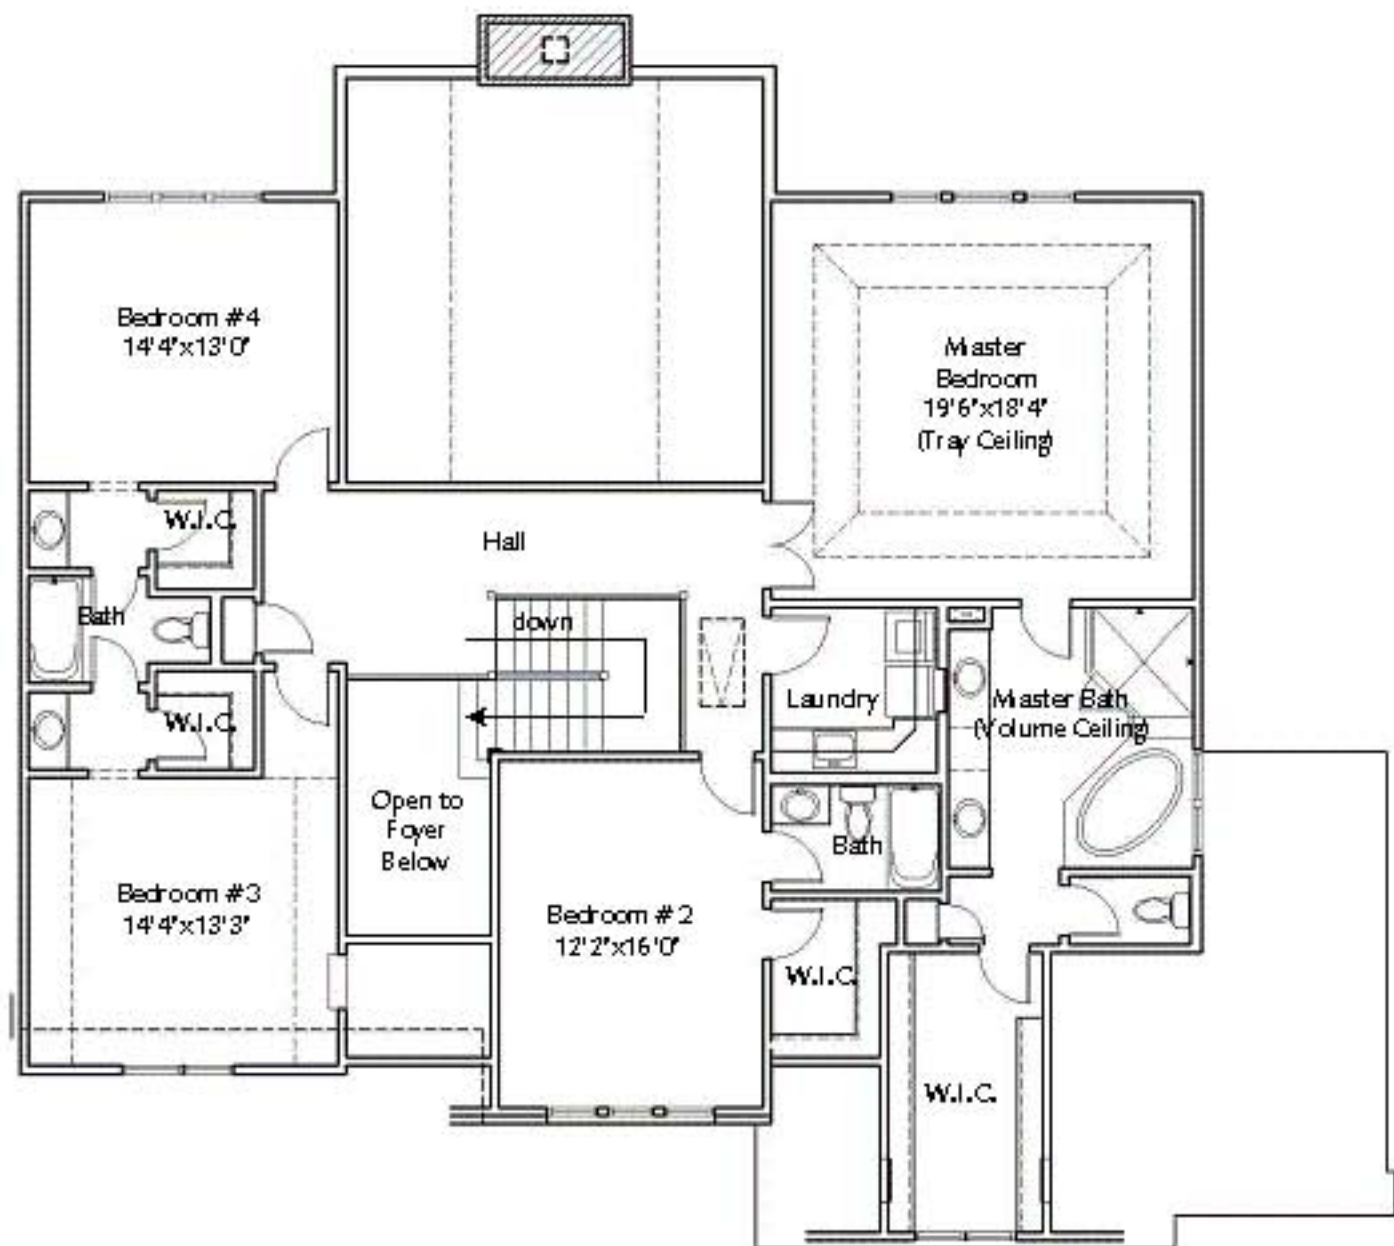 Bedroom #4
14'4"x13'0"
Master
Bedroom
19'6"x18'4"
(Tray Ceiling)
W.I.C.
Hall
Bath
down
Laundry
Master Bath
(Volume Ceiling)
W.I.C.
Open to
Foyer
Below
Bath
Bedroom #3
14'4"x13'3"
Bedroom #2
12'2"x16'0"
W.I.C.
W.I.C.